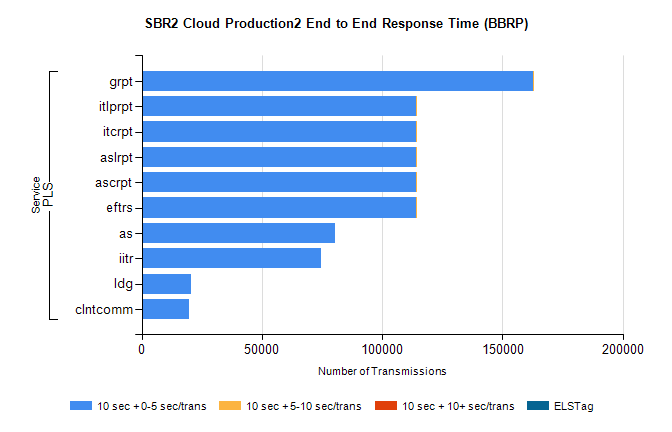 SBR2 Cloud Production2 End to End Response Time (BBRP)
Service
PLS
grpt
itlprpt
itcrpt
aslrpt
ascrpt
eftrs
as
iitr
ldg
clntcomm
0 50000 100000 150000 200000
Number of Transmissions
10 sec +0-5 sec/trans 10 sec +5-10 sec/trans 10 sec + 10+ sec/trans ELSTag